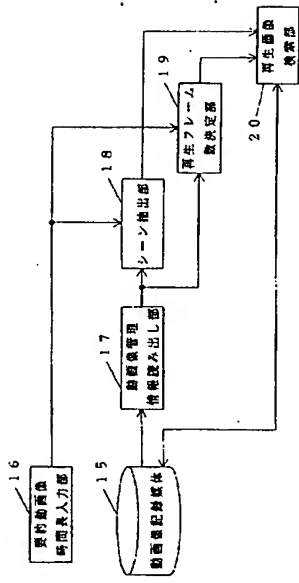 16
要約動画像
時間長入力部
15
動画像記録媒体
17
動画像管理
情報読み出し部
18
シーン抽出部
19
再生フレーム
数決定部
再生画像
検索部
20